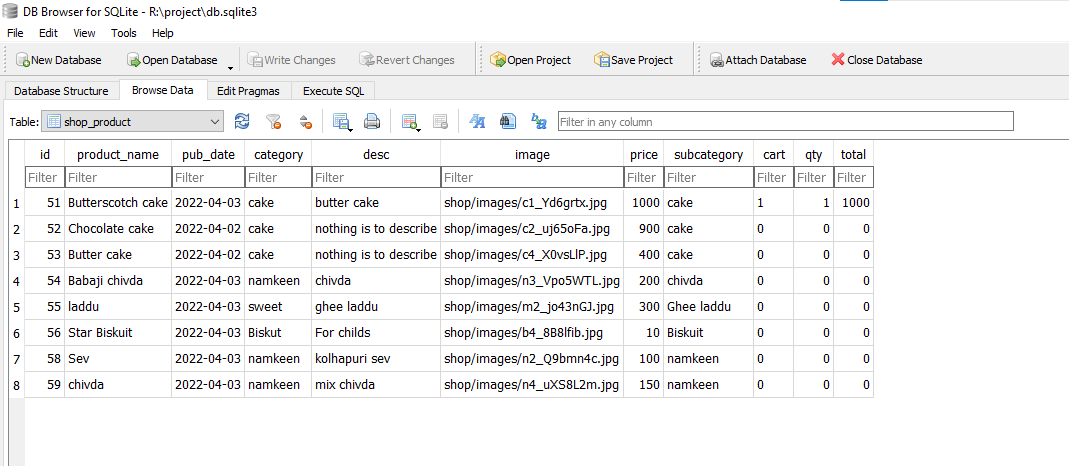 DB Browser for SQLite - R:\project\db.sqlite3
File Edit View Tools Help
New Database Open Database Write Changes Revert Changes Open Project Save Project Attach Database Close Database
Database Structure Browse Data Edit Pragmas Execute SQL
Table: shop_product Filter in any column
id product_name pub_date category desc image price subcategory cart qty total
Filter Filter Filter Filter Filter Filter Filter Filter Filter Filter Filter
1 51 Butterscotch cake 2022-04-03 cake butter cake shop/images/c1_Yd6grtx.jpg 1000 cake 1 1 1000
2 52 Chocolate cake 2022-04-02 cake nothing is to describe shop/images/c2_uj65oFa.jpg 900 cake 0 0 0
3 53 Butter cake 2022-04-02 cake nothing is to describe shop/images/c4_X0vsLlP.jpg 400 cake 0 0 0
4 54 Babaji chivda 2022-04-03 namkeen chivda shop/images/n3_Vpo5WTL.jpg 200 chivda 0 0 0
5 55 laddu 2022-04-03 sweet ghee laddu shop/images/m2_jo43nGJ.jpg 300 Ghee laddu 0 0 0
6 56 Star Biskuit 2022-04-03 Biskut For childs shop/images/b4_8B8lfib.jpg 10 Biskuit 0 0 0
7 58 Sev 2022-04-03 namkeen kolhapuri sev shop/images/n2_Q9bmn4c.jpg 100 namkeen 0 0 0
8 59 chivda 2022-04-03 namkeen mix chivda shop/images/n4_uXS8L2m.jpg 150 namkeen 0 0 0